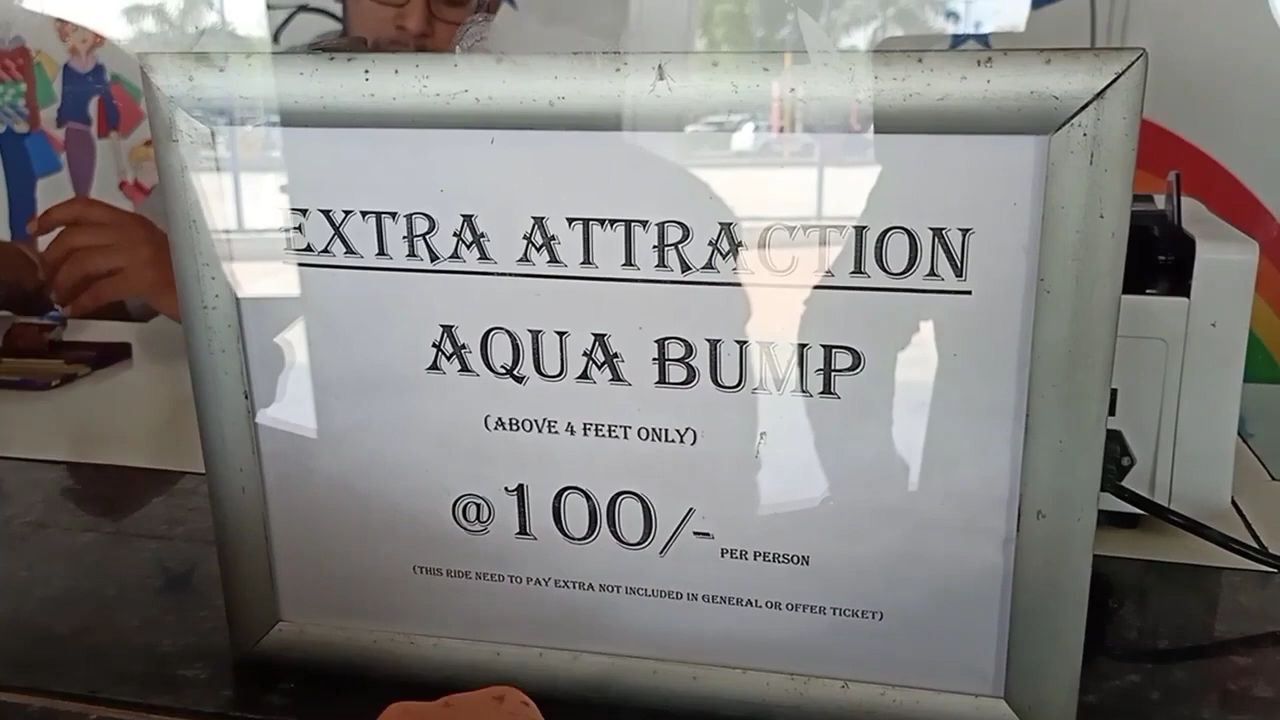 EXTRA ATTRACTION
AQUA BUMP
(ABOVE 4 FEET ONLY)
@100/- PER PERSON
(THIS RIDE NEED TO PAY EXTRA NOT INCLUDED IN GENERAL OR OFFER TICKET)